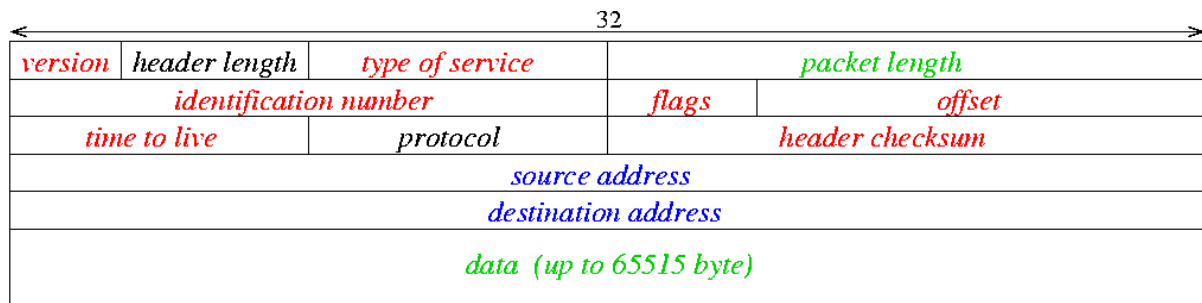 32
version header length type of service packet length
identification number flags offset
time to live protocol header checksum
source address
destination address
data (up to 65515 byte)